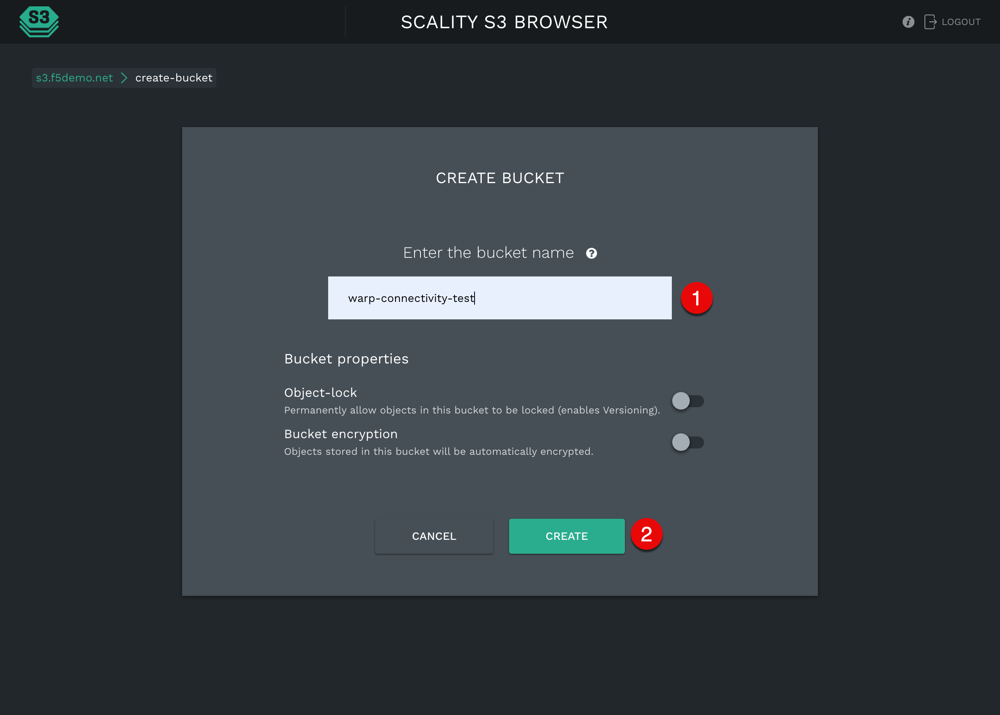 S3
SCALITY S3 BROWSER
LOGOUT
s3.f5demo.net > create-bucket
CREATE BUCKET
Enter the bucket name ?
warp-connectivity-test
1
Bucket properties
Object-lock
Permanently allow objects in this bucket to be locked (enables Versioning).
Bucket encryption
Objects stored in this bucket will be automatically encrypted.
CANCEL
CREATE
2